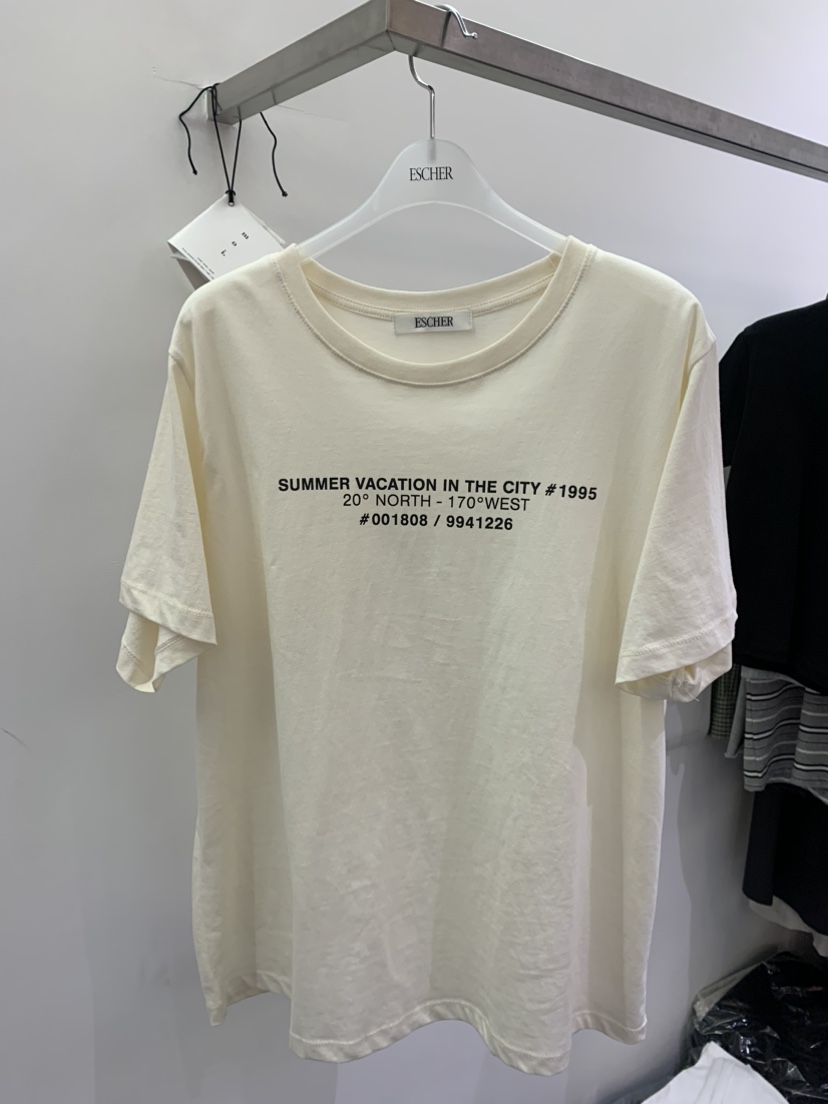 ESCHER
ESCHER
SUMMER VACATION IN THE CITY #1995
20° NORTH - 170°WEST
#001808 / 9941226